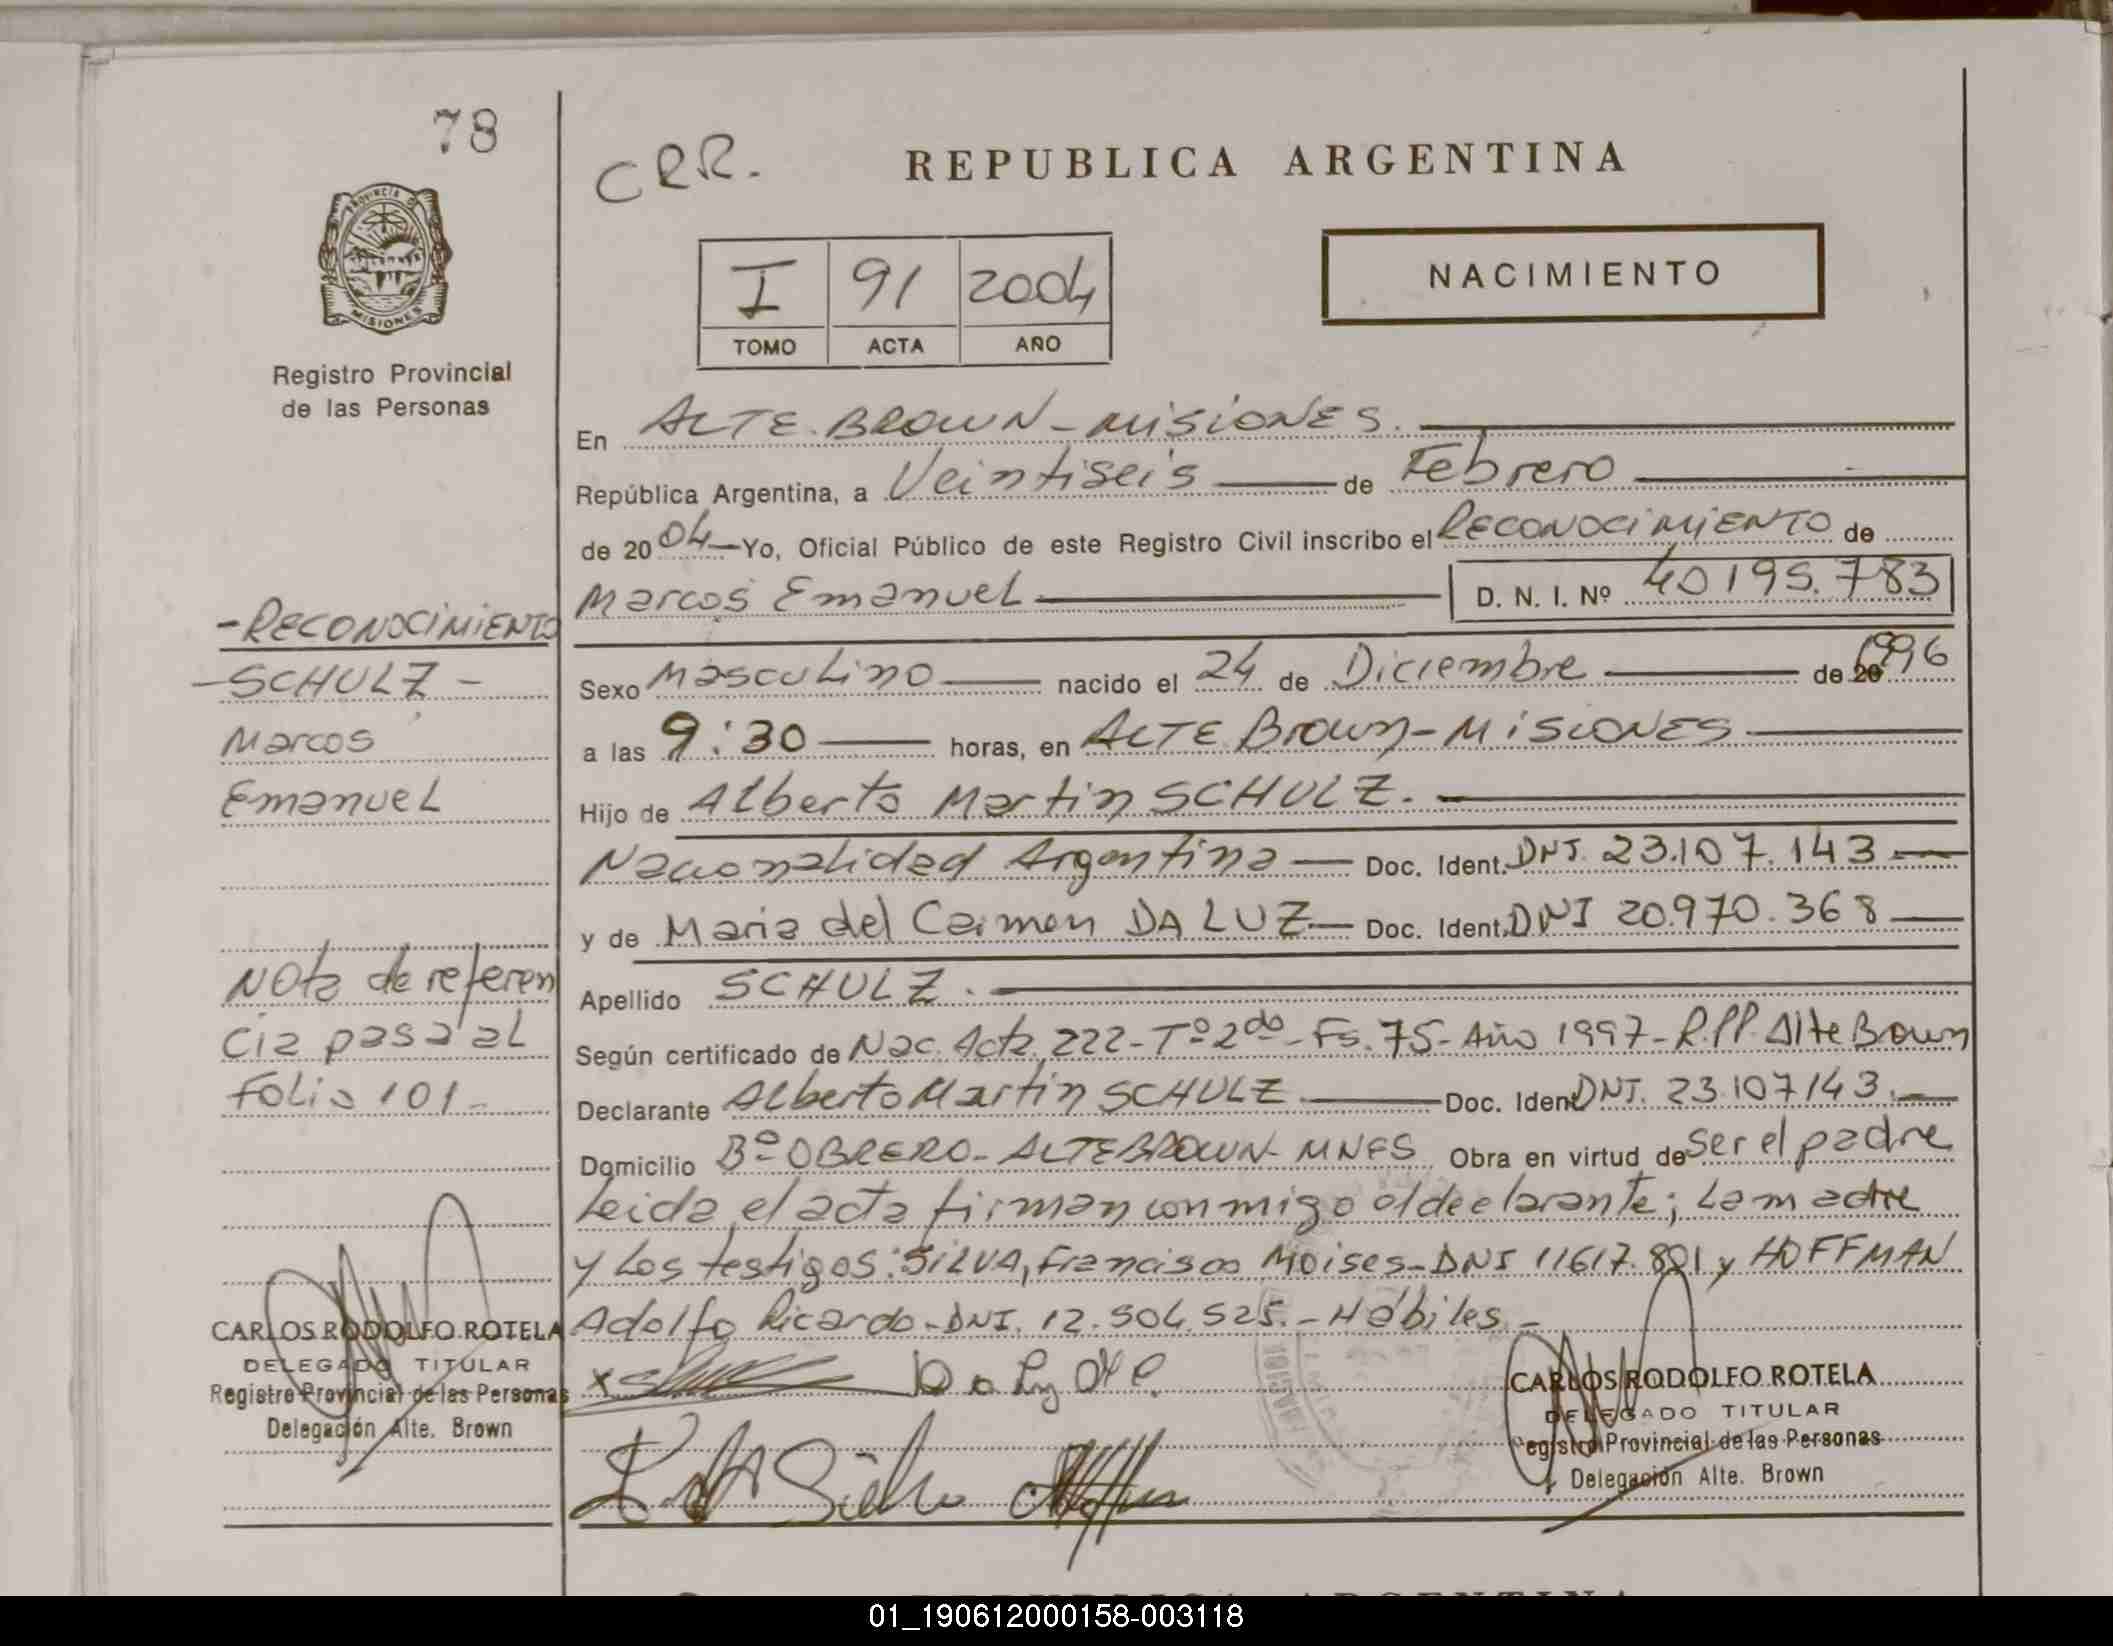 78
CRR.
REPUBLICA ARGENTINA
PROVINCIA DE
MISIONES
I 91 2004
TOMO ACTA AÑO
NACIMIENTO
Registro Provincial
de las Personas
En ALTE. BROWN - MISIONES.
República Argentina, a Veintiseis de Febrero
de 2004 Yo, Oficial Público de este Registro Civil inscribo el RECONOCIMIENTO de
Marcos Emanuel D. N. I. Nº 40195.783
Sexo Masculino nacido el 24 de Diciembre de 20 1996
a las 9:30 horas, en ALTE Brown - MISIONES
Hijo de Alberto Martin SCHULZ.
Nacionalidad Argentina Doc. Ident. DNI. 23.107.143
y de Maria del Carmen DA LUZ Doc. Ident. DNI 20.970.368
Apellido SCHULZ.
Según certificado de Nac. Acta 222 - Tº 2do - Fs. 75 - Año 1997 - R.P.P. Alte Bown
Declarante Alberto Martin SCHULZ Doc. Ident DNI. 23.107143.
Domicilio Bº OBRERO - ALTE BROWN - MNES Obra en virtud de ser el padre
Leida el acta firman conmigo el declarante; La madre
y Los testigos: SILVA, Francisco Moises - DNI 11617.821 y HOFFMAN
Adolfo Ricardo - DNI. 12.504.525. - Hábiles -
- RECONOCIMIENTO
- SCHULZ -
Marcos
Emanuel
Nota de referen
cia pasa al
Folio 101 -
CARLOS RODOLFO ROTELA
DELEGADO TITULAR
Registro Provincial de las Personas
Delegación Alte. Brown
CARLOS RODOLFO ROTELA
DELEGADO TITULAR
Registro Provincial de las Personas
Delegación Alte. Brown
REPUBLICA ARGENTINA
01_190612000158-003118